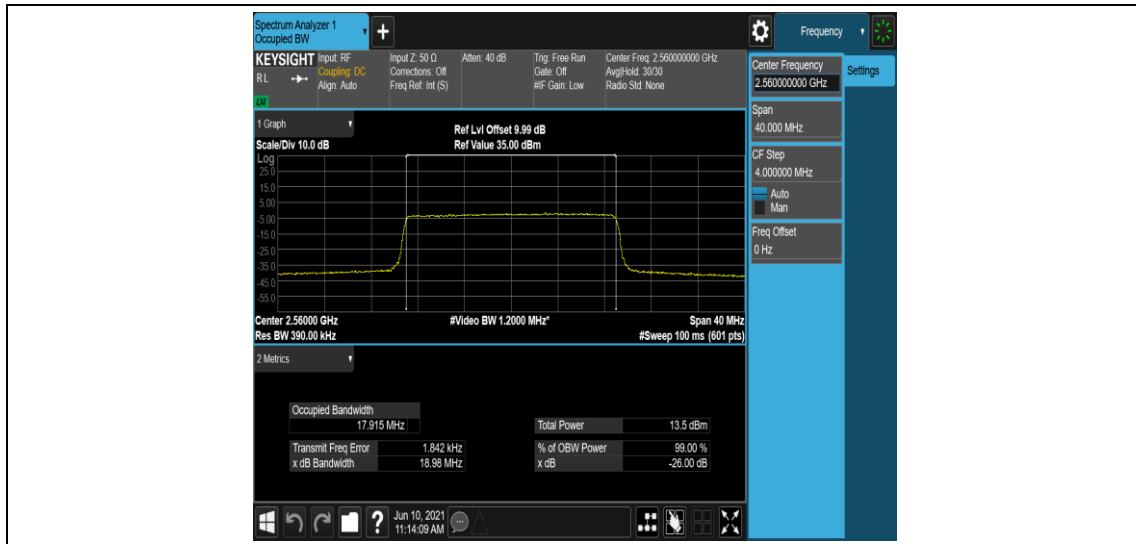 Spectrum Analyzer 1
Occupied BW
+
Frequency
KEYSIGHT
RL
LXI
Input: RF
Coupling: DC
Align: Auto
Input Z: 50 Ω
Corrections: Off
Freq Ref: Int (S)
Atten: 40 dB
Trig: Free Run
Gate: Off
#IF Gain: Low
Center Freq: 2.560000000 GHz
Avg|Hold: 30/30
Radio Std: None
Center Frequency
2.560000000 GHz
Settings
Span
40.000 MHz
CF Step
4.000000 MHz
Auto
Man
Freq Offset
0 Hz
1 Graph
Ref Lvl Offset 9.99 dB
Scale/Div 10.0 dB
Ref Value 35.00 dBm
Log
25.0
15.0
5.00
-5.00
-15.0
-25.0
-35.0
-45.0
-55.0
Center 2.56000 GHz
#Video BW 1.2000 MHz*
Span 40 MHz
Res BW 390.00 kHz
#Sweep 100 ms (601 pts)
2 Metrics
Occupied Bandwidth
17.915 MHz
Total Power 13.5 dBm
Transmit Freq Error 1.842 kHz
% of OBW Power 99.00 %
x dB Bandwidth 18.98 MHz
x dB -26.00 dB
?
Jun 10, 2021
11:14:09 AM